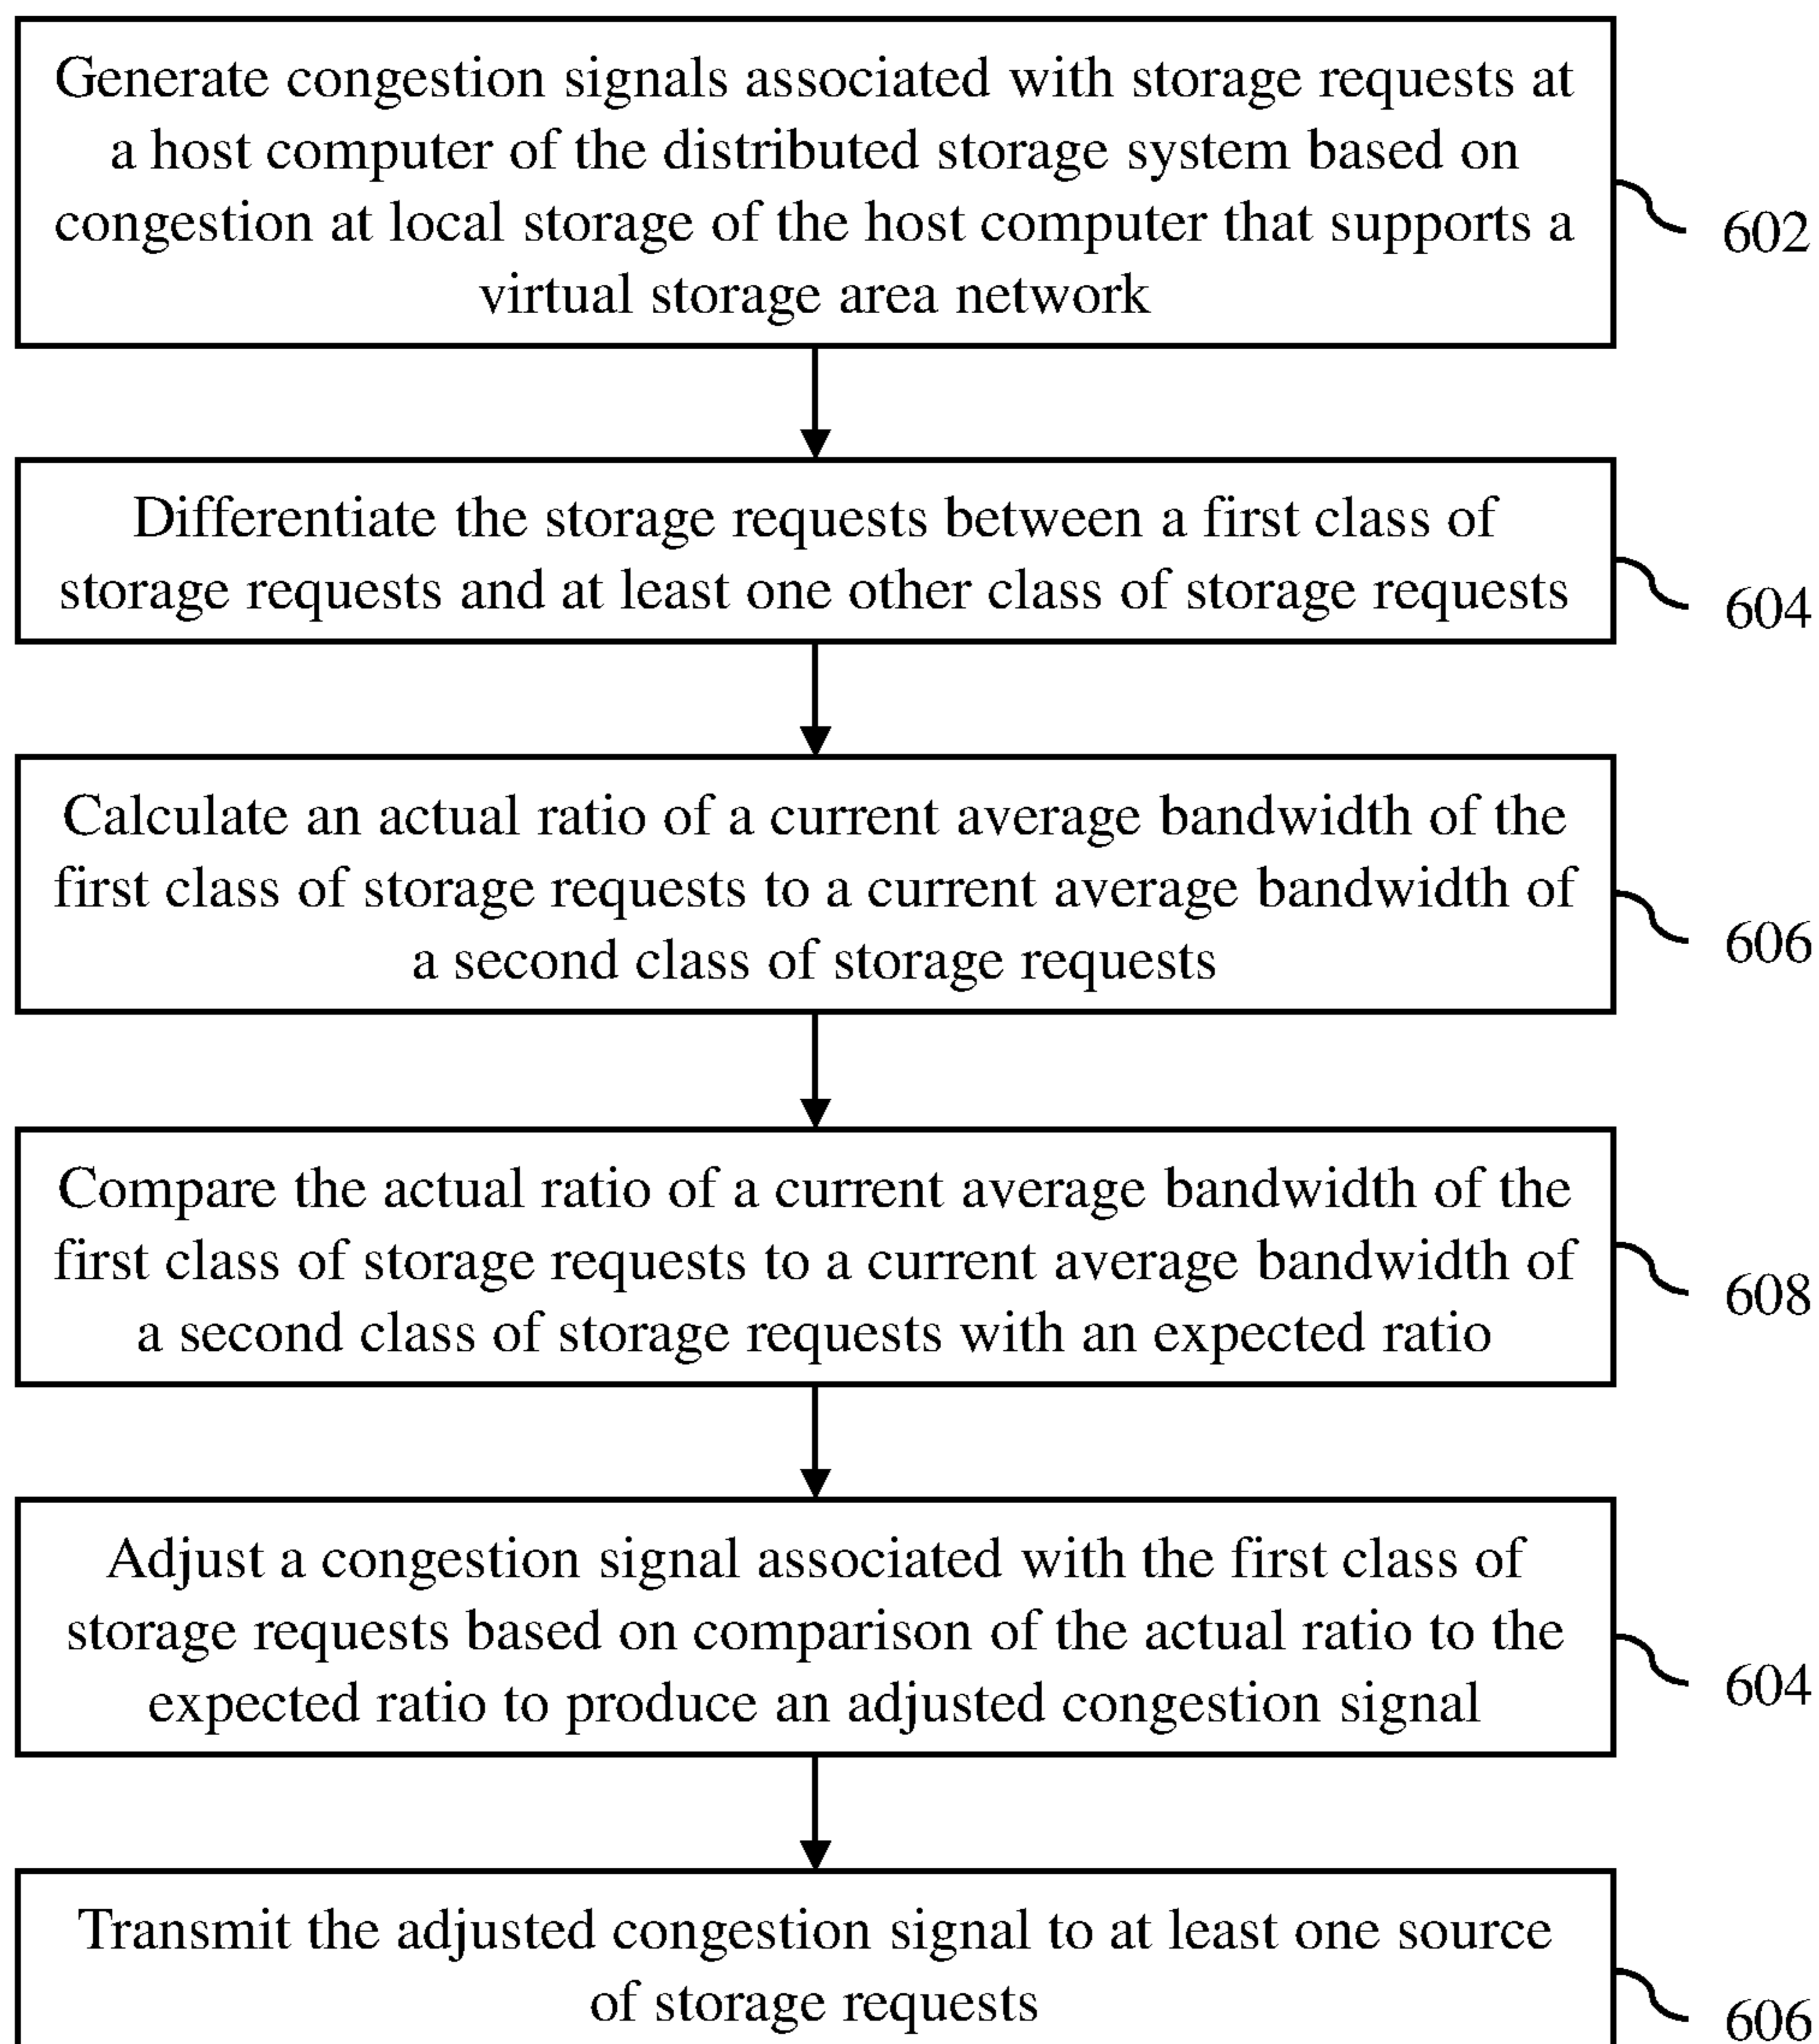 Generate congestion signals associated with storage requests at
a host computer of the distributed storage system based on
congestion at local storage of the host computer that supports a
virtual storage area network
602
Differentiate the storage requests between a first class of
storage requests and at least one other class of storage requests
604
Calculate an actual ratio of a current average bandwidth of the
first class of storage requests to a current average bandwidth of
a second class of storage requests
606
Compare the actual ratio of a current average bandwidth of the
first class of storage requests to a current average bandwidth of
a second class of storage requests with an expected ratio
608
Adjust a congestion signal associated with the first class of
storage requests based on comparison of the actual ratio to the
expected ratio to produce an adjusted congestion signal
604
Transmit the adjusted congestion signal to at least one source
of storage requests
606